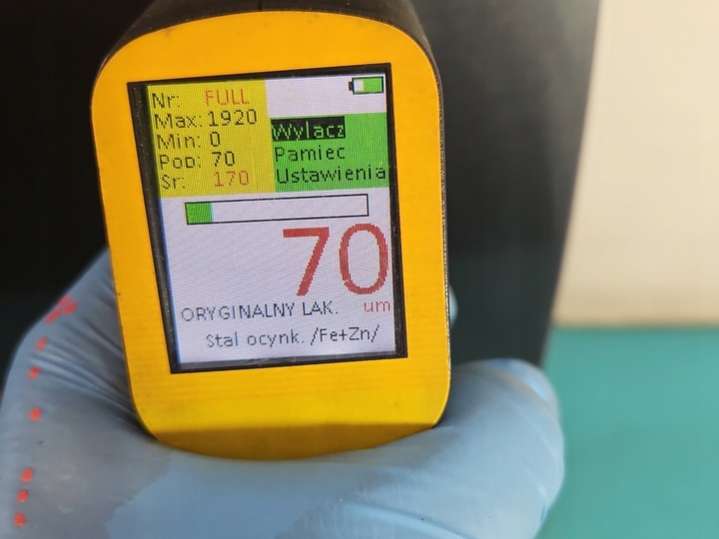 Nr: FULL
Max: 1920
Min: 0
Pop: 70
Sr: 170
Wylacz
Pamiec
Ustawienia
70
um
ORYGINALNY LAK.
Stal ocynk. /Fe+Zn/